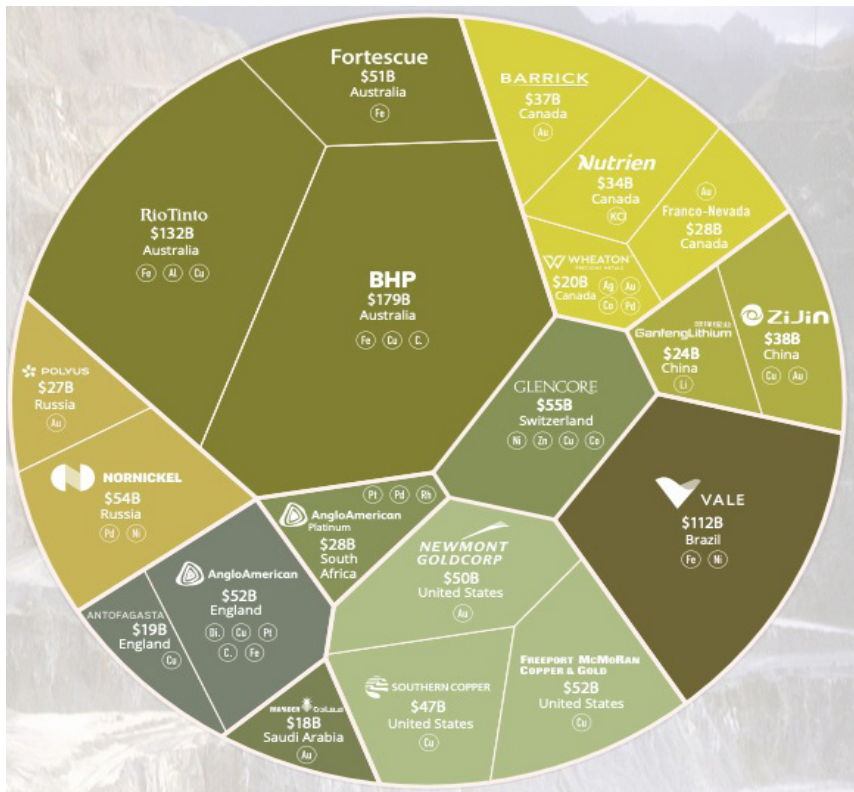 Fortescue
$51B
Australia
Fe
BARRICK
$37B
Canada
Au
Nutrien
$34B
Canada
KCl
Au
Franco-Nevada
$28B
Canada
RioTinto
$132B
Australia
Fe Al Cu
BHP
$179B
Australia
Fe Cu C.
WHEATON
PRECIOUS METALS
$20B
Canada
Ag Au
Co Pd
GanfengLithium
$24B
China
Li
ZiJin
$38B
China
Cu Au
POLYUS
$27B
Russia
Au
GLENCORE
$55B
Switzerland
Ni Zn Cu Co
NORNICKEL
$54B
Russia
Pd Ni
Pt Pd Rh
AngloAmerican
Platinum
$28B
South
Africa
VALE
$112B
Brazil
Fe Ni
NEWMONT
GOLDCORP
$50B
United States
Au
AngloAmerican
$52B
England
Di. Cu Pt
C. Fe
ANTOFAGASTA
$19B
England
Cu
FREEPORT MCMORAN
COPPER & GOLD
$52B
United States
Cu
SOUTHERN COPPER
$47B
United States
Cu
$18B
Saudi Arabia
Au